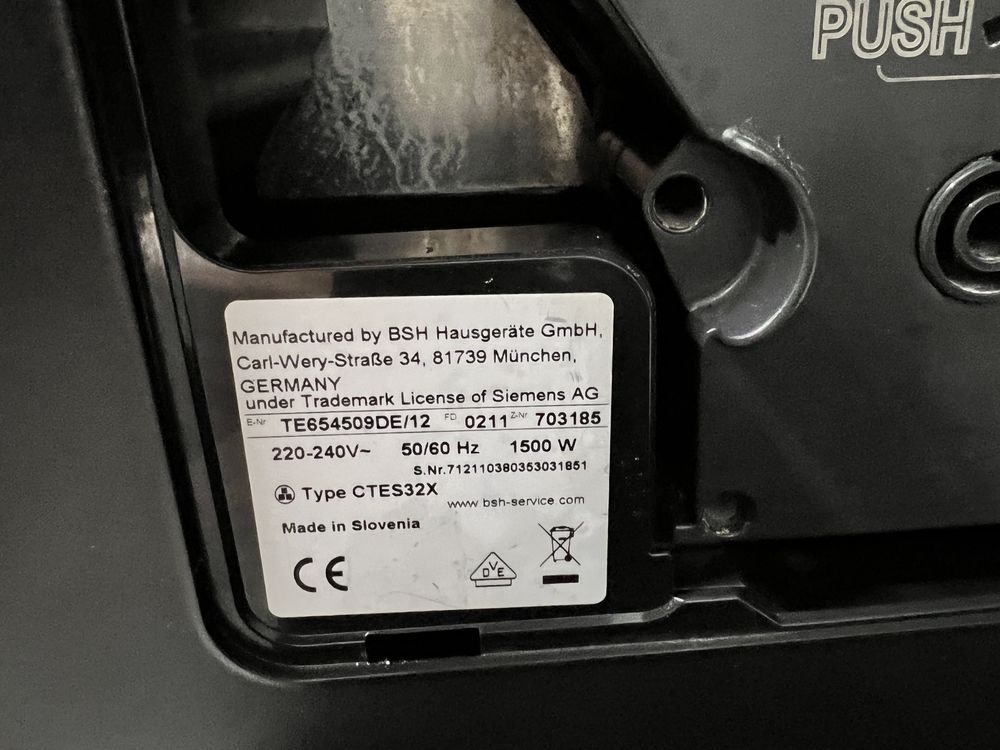 PUSH
Manufactured by BSH Hausgeräte GmbH,
Carl-Wery-Straße 34, 81739 München,
GERMANY
under Trademark License of Siemens AG
E-Nr TE654509DE/12 FD 0211 Z-Nr 703185
220-240V~ 50/60 Hz 1500 W
S.Nr.712110380353031851
Type CTES32X
www.bsh-service.com
Made in Slovenia
CE
DVE